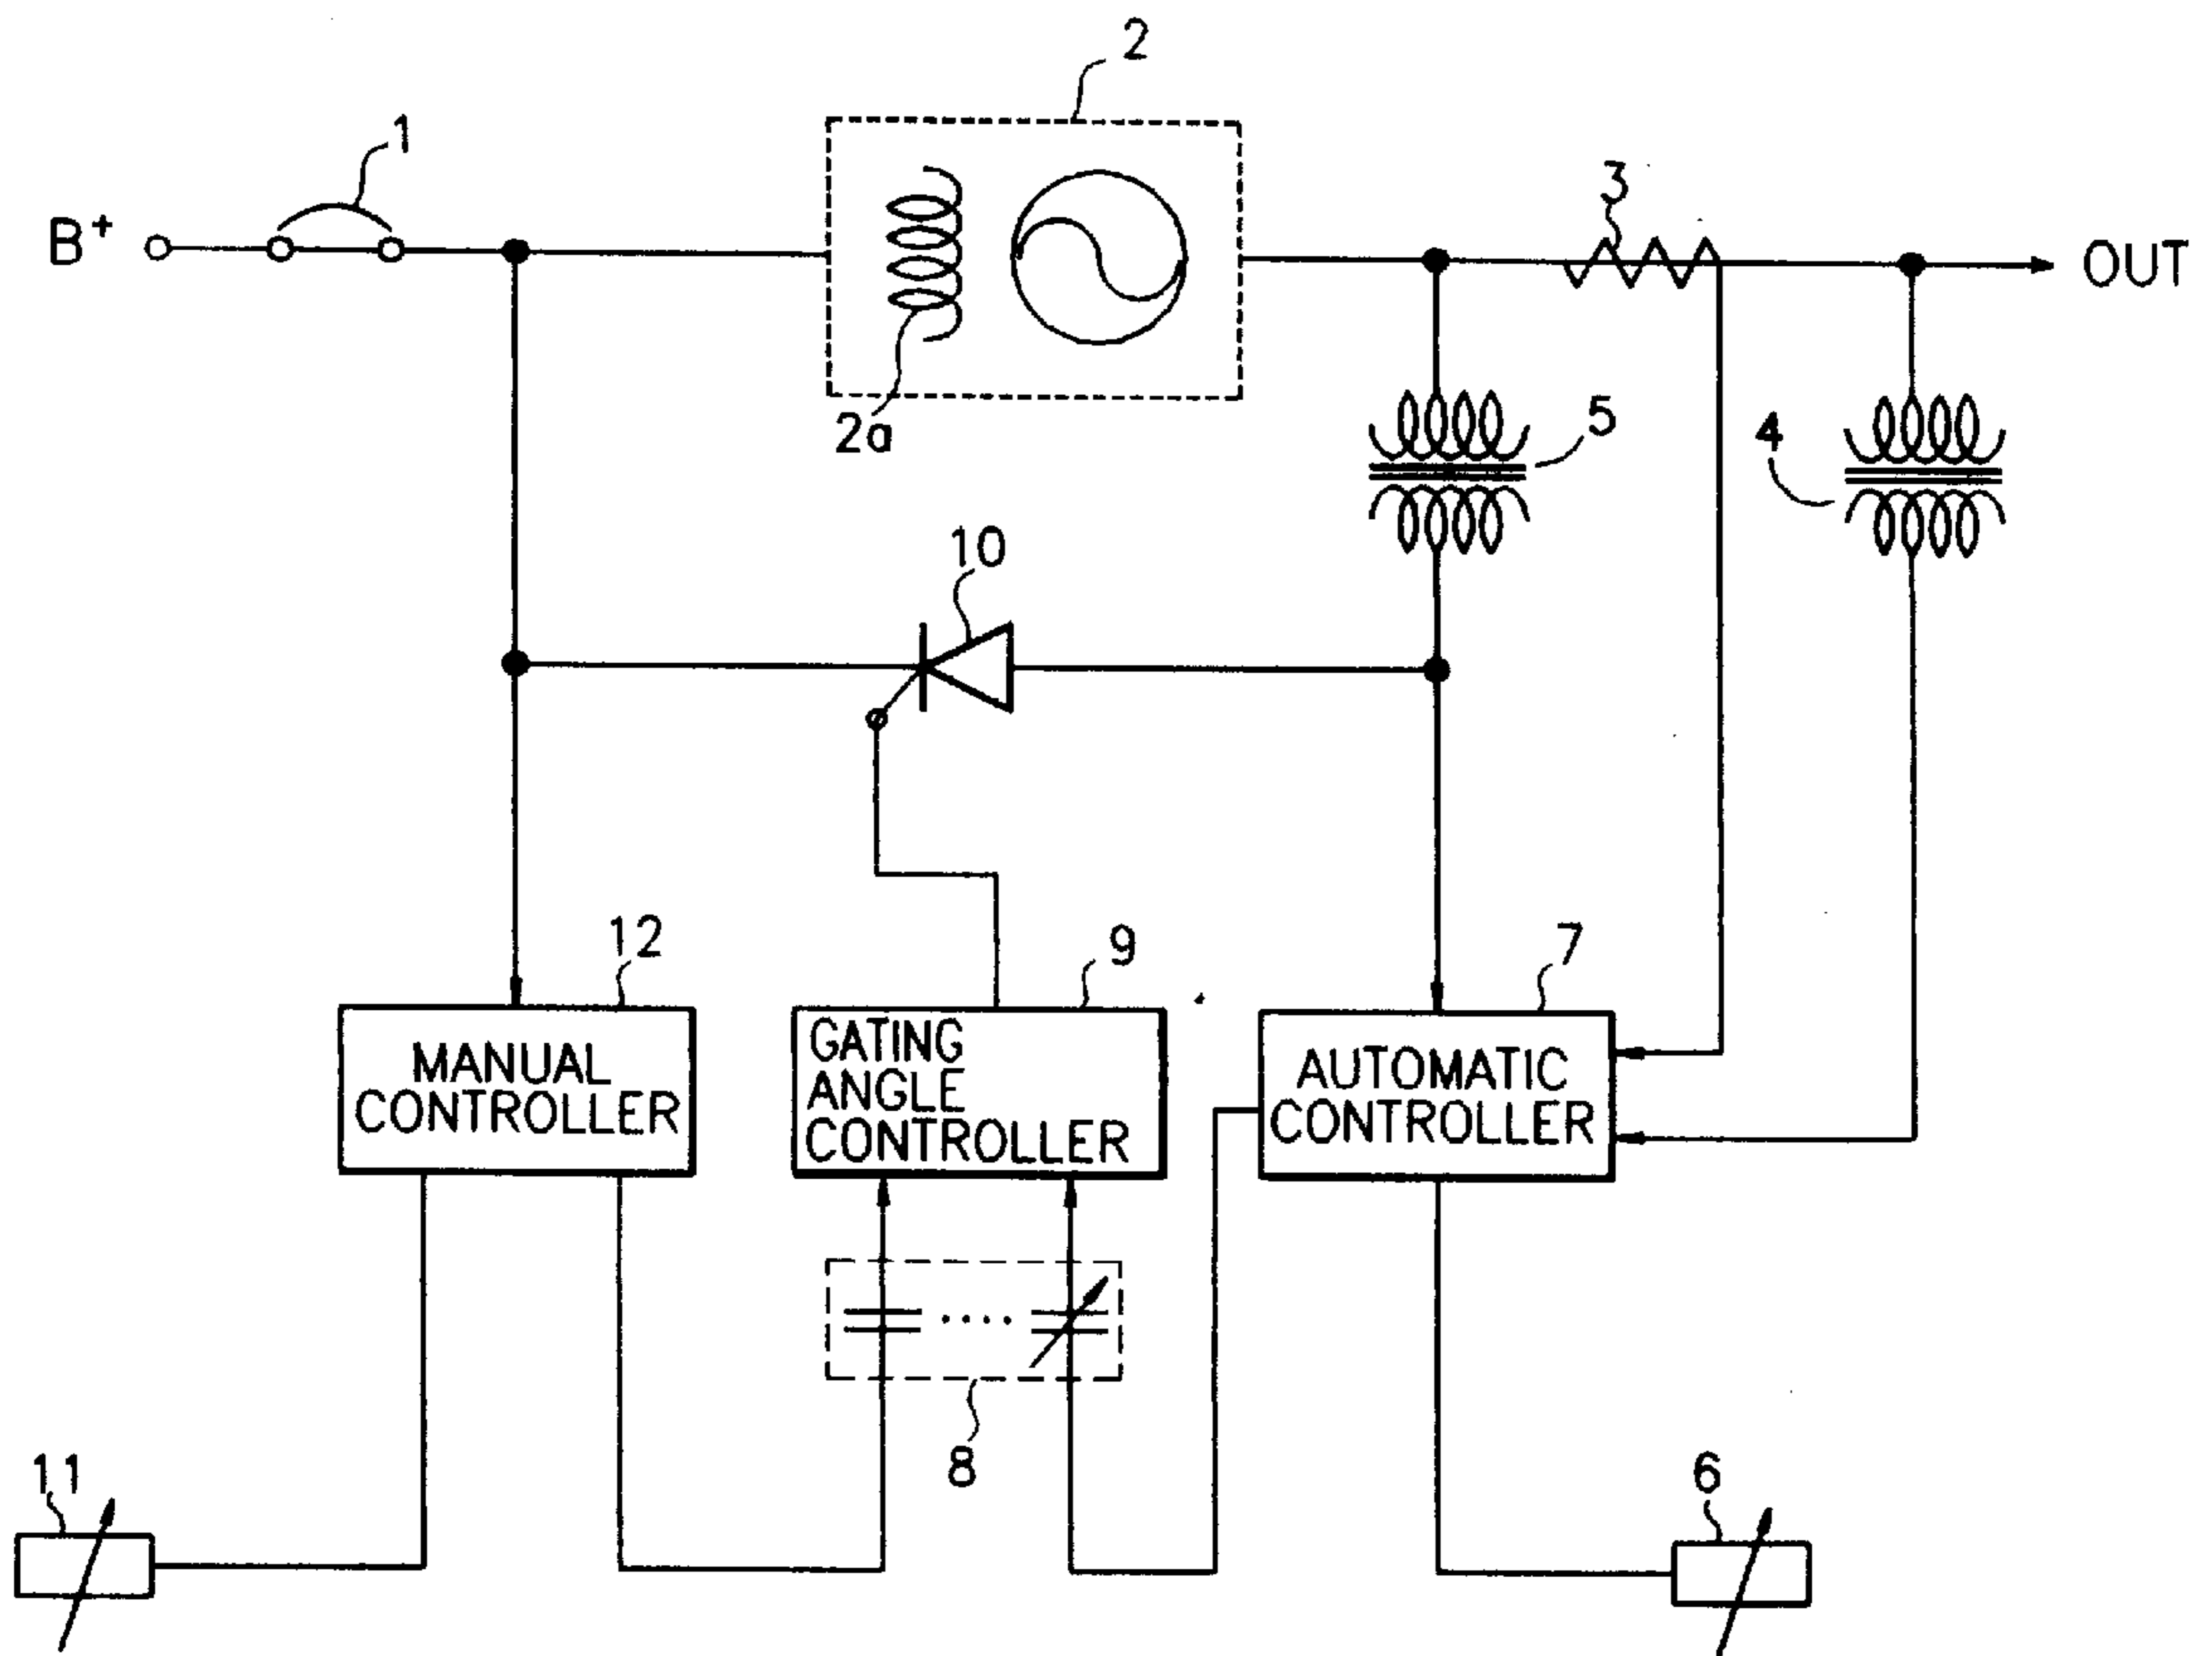 2
1
3
B+
OUT
2a
5
4
10
12
9
7
MANUAL
CONTROLLER
GATING
ANGLE
CONTROLLER
AUTOMATIC
CONTROLLER
8
11
6